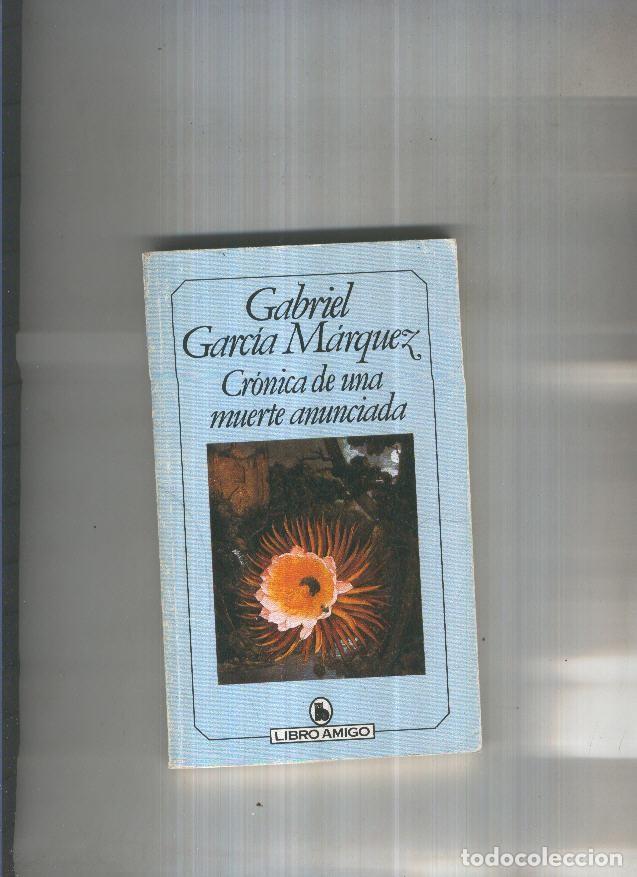 Gabriel
García Márquez
Crónica de una
muerte anunciada
LIBRO AMIGO
todocoleccion